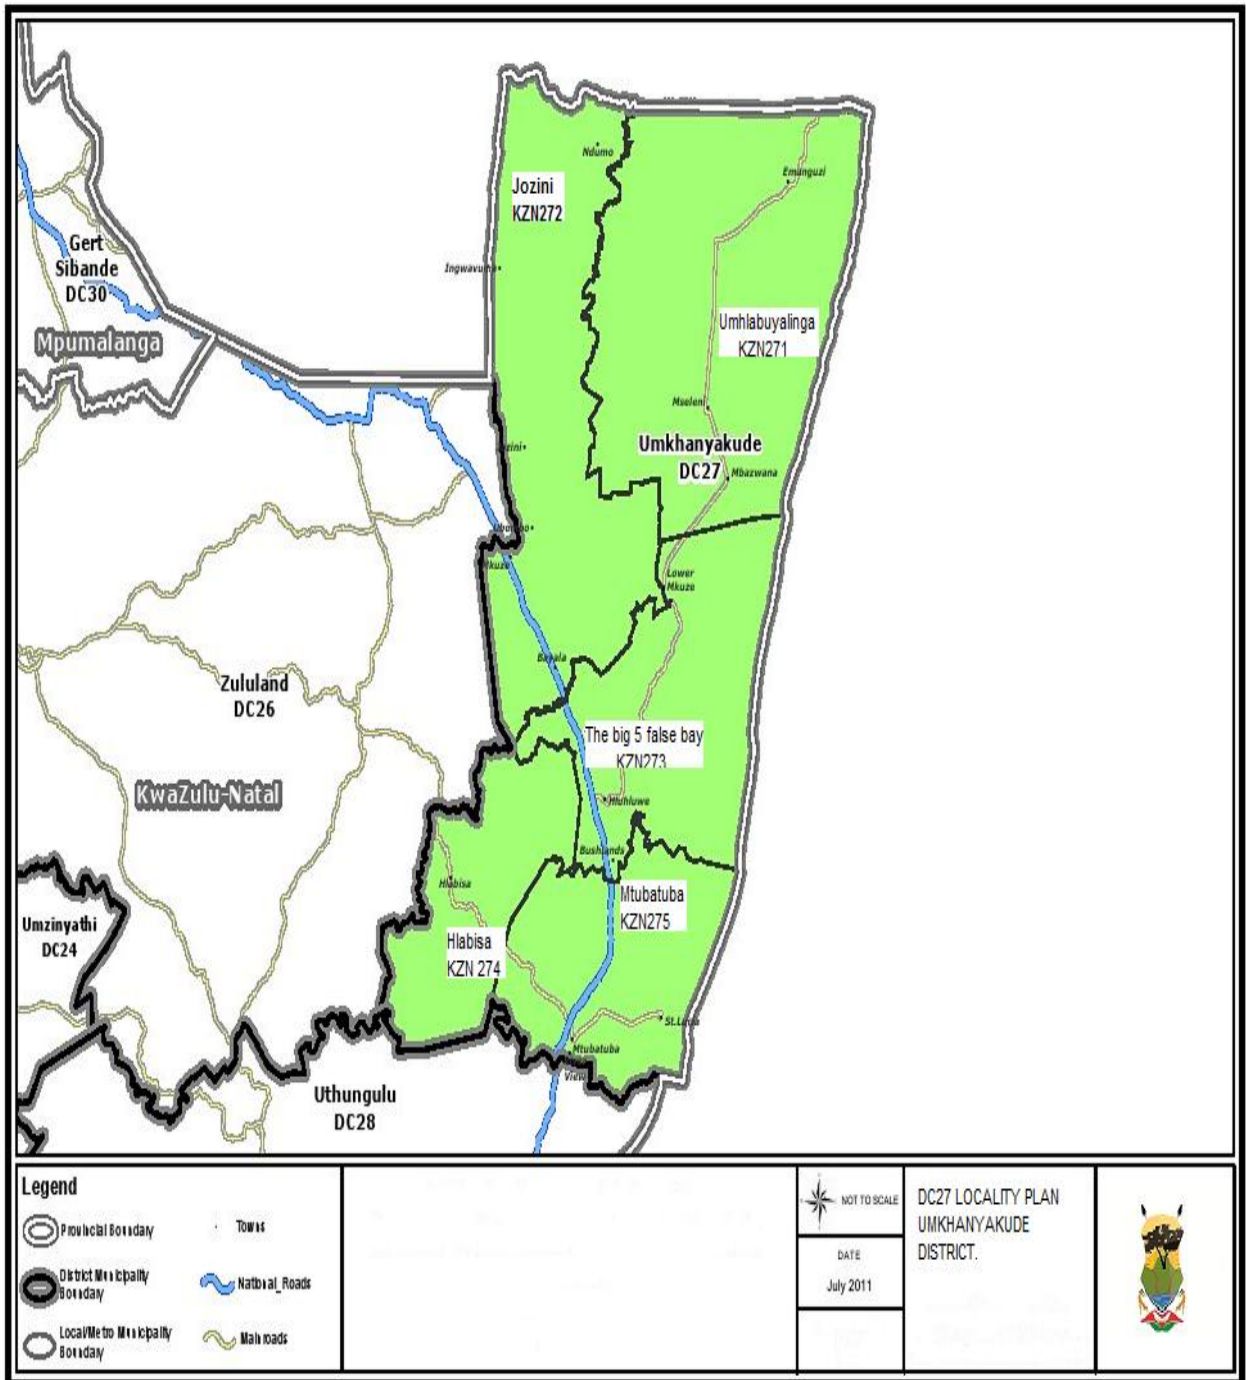 Ndumo
Emanguzi
Jozini
KZN272
Gert
Sibande
DC30
Mpumalanga
Umhlabuyalinga
KZN271
Mseleni
Umkhanyakude
DC27
Mbazwana
Lower
Mkuze
Bayala
Zululand
DC26
The big 5 false bay
KZN273
KwaZulu-Natal
Hluhluwe
Bushlands
Hlabisa
Mtubatuba
KZN275
Umzinyathi
DC24
Hlabisa
KZN 274
Mtubatuba
View
Uthungulu
DC28
Legend
Provincial Boundary
Towns
District Municipality
Boundary
National_Roads
Local/Metro Municipality
Boundary
Main roads
NOT TO SCALE
DATE
July 2011
DC27 LOCALITY PLAN
UMKHANYAKUDE
DISTRICT.